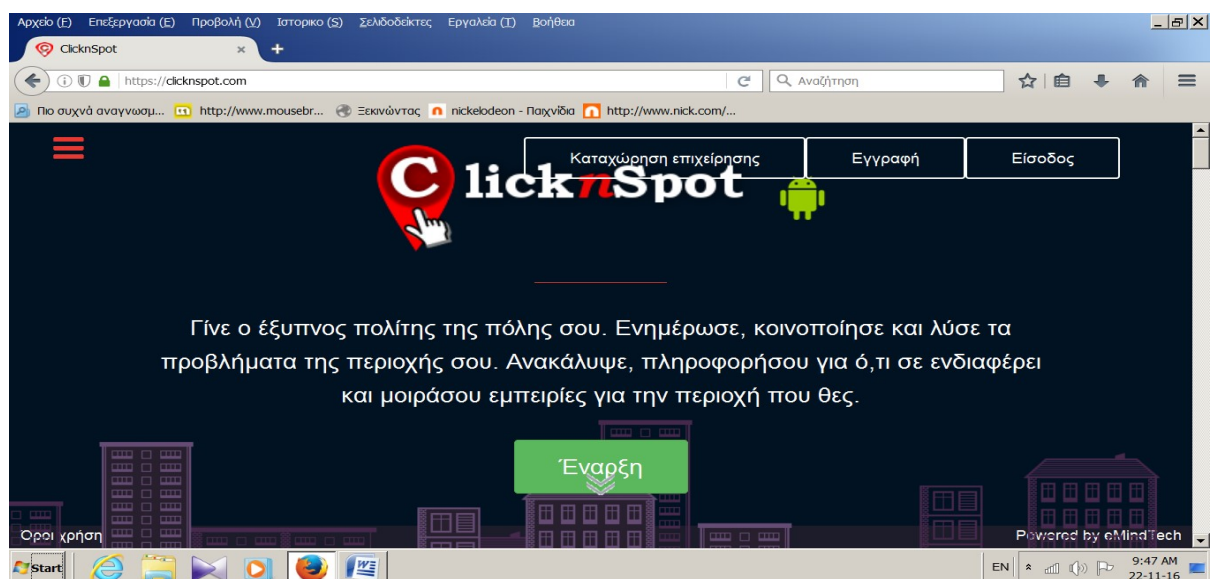 Αρχείο (Ε) Επεξεργασία (Ε) Προβολή (V) Ιστορικο (S) Σελιδοδείκτες Εργαλεία (T) Βοήθεια
ClicknSpot × +
https://clicknspot.com
Αναζήτηση
Πιο συχνά αναγνωσμ... http://www.mousebr... Ξεκινώντας nickelodeon - Παιχνίδια http://www.nick.com/...
Καταχώρηση επιχείρησης Εγγραφή Είσοδος
ClicknSpot
Γίνε ο έξυπνος πολίτης της πόλης σου. Ενημέρωσε, κοινοποίησε και λύσε τα
προβλήματα της περιοχής σου. Ανακάλυψε, πληροφορήσου για ό,τι σε ενδιαφέρει
και μοιράσου εμπειρίες για την περιοχή που θες.
Έναρξη
Όροι χρήση
Powered by eMindTech
Start
EN
9:47 AM
22-11-16